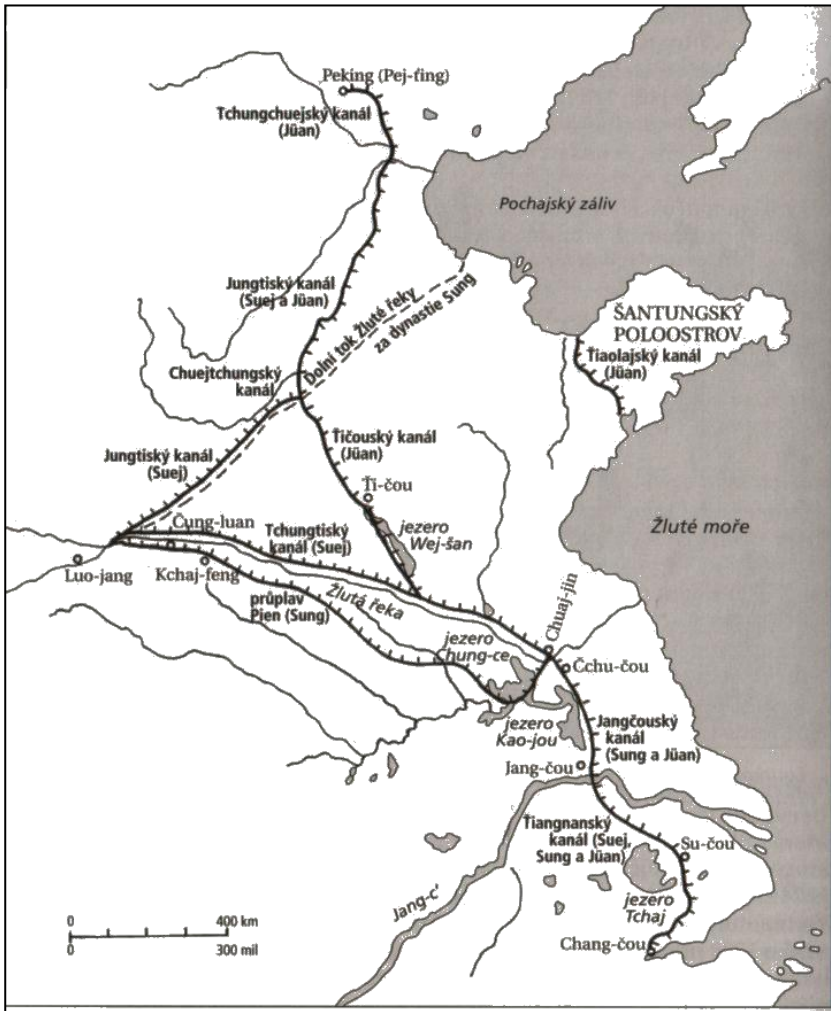 Peking (Pej-ťing)
Tchungchuejský kanál
(Jüan)
Pochajský záliv
Jungtiský kanál
(Suej a Jüan)
Dolní tok Žluté řeky
za dynastie Sung
ŠANTUNGSKÝ
POLOOSTROV
Ťiaolajský kanál
(Jüan)
Chuejtchungský
kanál
Jungtiský kanál
(Suej)
Ťičouský kanál
(Jüan)
Ťi-čou
jezero
Wej-šan
Žluté moře
Čung-luan
Tchungtiský
kanál (Suej)
Luo-jang
Kchaj-feng
průplav
Pien (Sung)
Žlutá řeka
Chuaj-jin
jezero
Chung-ce
Čchu-čou
jezero
Kao-jou
Jangčouský
kanál
(Sung a Jüan)
Jang-čou
Ťiangnanský
kanál (Suej,
Sung a Jüan)
Su-čou
jezero
Tchaj
Jang-c'
Chang-čou
0 400 km
0 300 mil